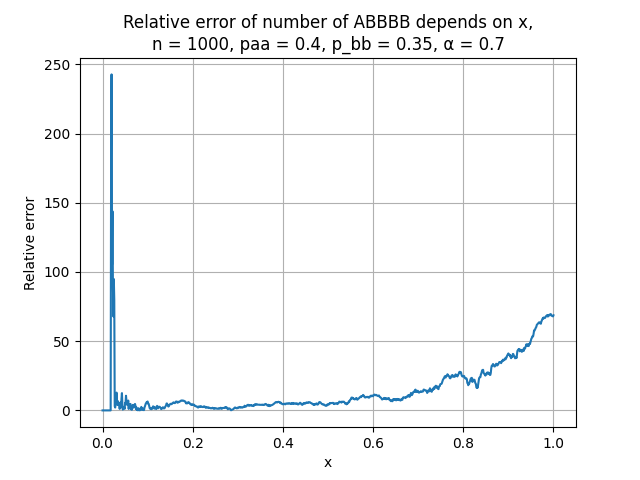 Relative error of number of ABBBB depends on x,
n = 1000, paa = 0.4, p_bb = 0.35, α = 0.7
250
200
150
100
50
0
Relative error
0.0 0.2 0.4 0.6 0.8 1.0
x